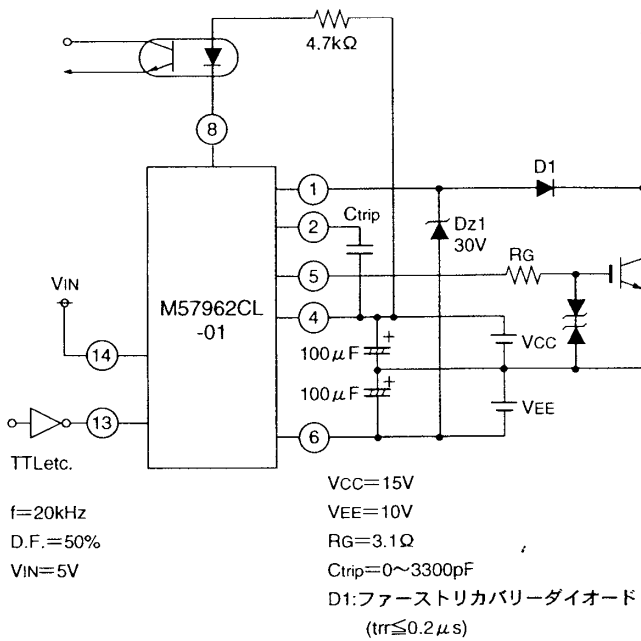 4.7kΩ
8
1
D1
2
Ctrip
Dz1
30V
5
RG
VIN
M57962CL
-01
4
14
100μF
+
VCC
100μF
+
VEE
13
6
TTLetc.
VCC=15V
f=20kHz
VEE=10V
D.F.=50%
RG=3.1Ω
VIN=5V
Ctrip=0～3300pF
D1:ファーストリカバリーダイオード
(trr≦0.2μs)